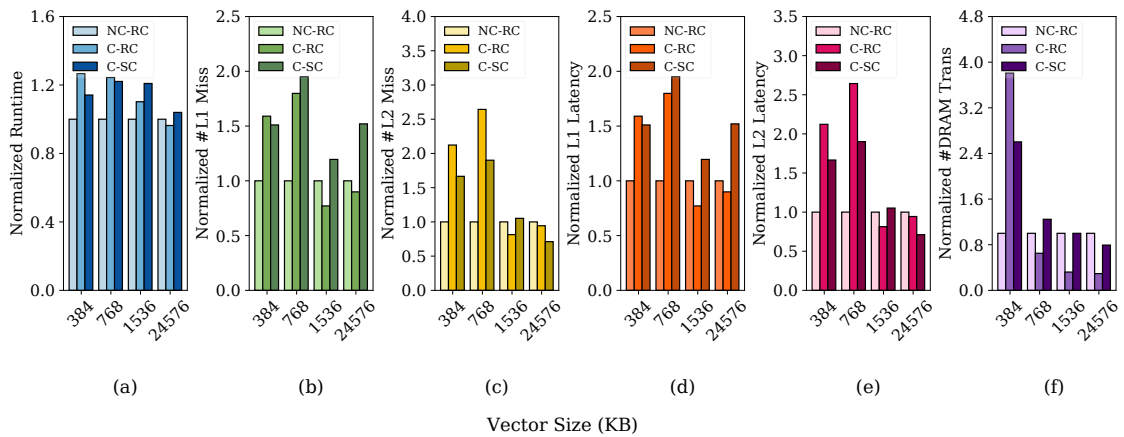 Normalized Runtime
1.6
1.2
0.8
0.4
0.0
NC-RC
C-RC
C-SC
384
768
1536
24576
(a)
Normalized #L1 Miss
2.5
2.0
1.5
1.0
0.5
0.0
NC-RC
C-RC
C-SC
384
768
1536
24576
(b)
Normalized #L2 Miss
4.0
3.5
3.0
2.5
2.0
1.5
1.0
0.5
0.0
NC-RC
C-RC
C-SC
384
768
1536
24576
(c)
Normalized L1 Latency
2.5
2.0
1.5
1.0
0.5
0.0
NC-RC
C-RC
C-SC
384
768
1536
24576
(d)
Normalized L2 Latency
3.5
3.0
2.5
2.0
1.5
1.0
0.5
0.0
NC-RC
C-RC
C-SC
384
768
1536
24576
(e)
Normalized #DRAM Trans
4.8
4.0
3.2
2.4
1.6
0.8
0.0
NC-RC
C-RC
C-SC
384
768
1536
24576
(f)
Vector Size (KB)